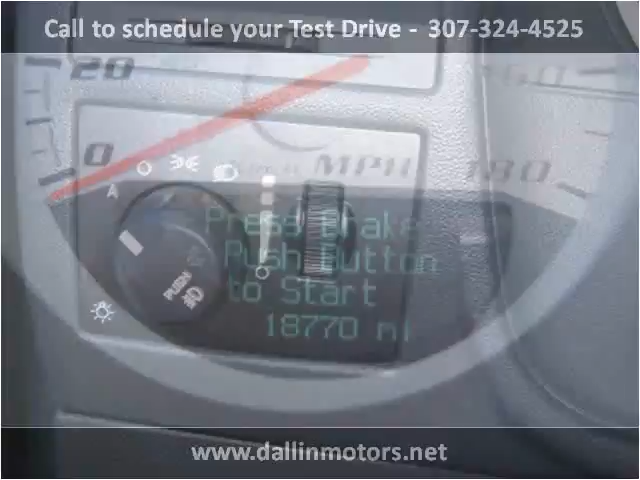 Call to schedule your Test Drive - 307-324-4525
20
160
0
MPH
180
A
Press Brake
Push Button
PUSH
to Start
18770 mi
www.dallinmotors.net